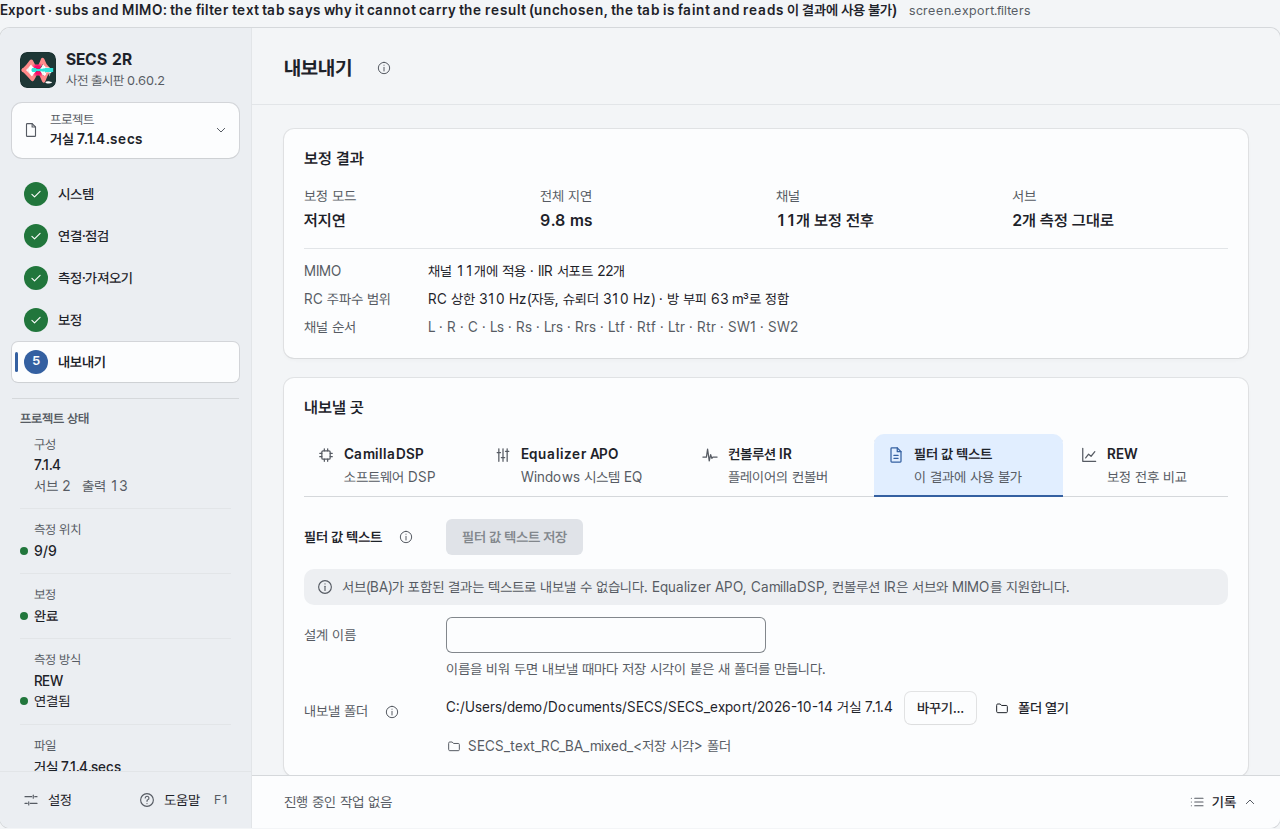 Export · subs and MIMO: the filter text tab says why it cannot carry the result (unchosen, the tab is faint and reads 이 결과에 사용 불가) screen.export.filters
SECS 2R
사전 출시판 0.60.2
프로젝트
거실 7.1.4.secs
시스템
연결·점검
측정·가져오기
보정
5 내보내기
프로젝트 상태
구성
7.1.4
서브 2 출력 13
측정 위치
9/9
보정
완료
측정 방식
REW
연결됨
파일
거실 7.1.4.secs
설정 도움말 F1
내보내기
보정 결과
보정 모드 전체 지연 채널 서브
저지연 9.8 ms 11개 보정 전후 2개 측정 그대로
MIMO 채널 11개에 적용 · IIR 서포트 22개
RC 주파수 범위 RC 상한 310 Hz(자동, 슈뢰더 310 Hz) · 방 부피 63 m³로 정함
채널 순서 L · R · C · Ls · Rs · Lrs · Rrs · Ltf · Rtf · Ltr · Rtr · SW1 · SW2
내보낼 곳
CamillaDSP Equalizer APO 컨볼루션 IR 필터 값 텍스트 REW
소프트웨어 DSP Windows 시스템 EQ 플레이어의 컨볼버 이 결과에 사용 불가 보정 전후 비교
필터 값 텍스트 필터 값 텍스트 저장
서브(BA)가 포함된 결과는 텍스트로 내보낼 수 없습니다. Equalizer APO, CamillaDSP, 컨볼루션 IR은 서브와 MIMO를 지원합니다.
설계 이름
이름을 비워 두면 내보낼 때마다 저장 시각이 붙은 새 폴더를 만듭니다.
내보낼 폴더 C:/Users/demo/Documents/SECS/SECS_export/2026-10-14 거실 7.1.4 바꾸기... 폴더 열기
SECS_text_RC_BA_mixed_<저장 시각> 폴더
진행 중인 작업 없음 기록